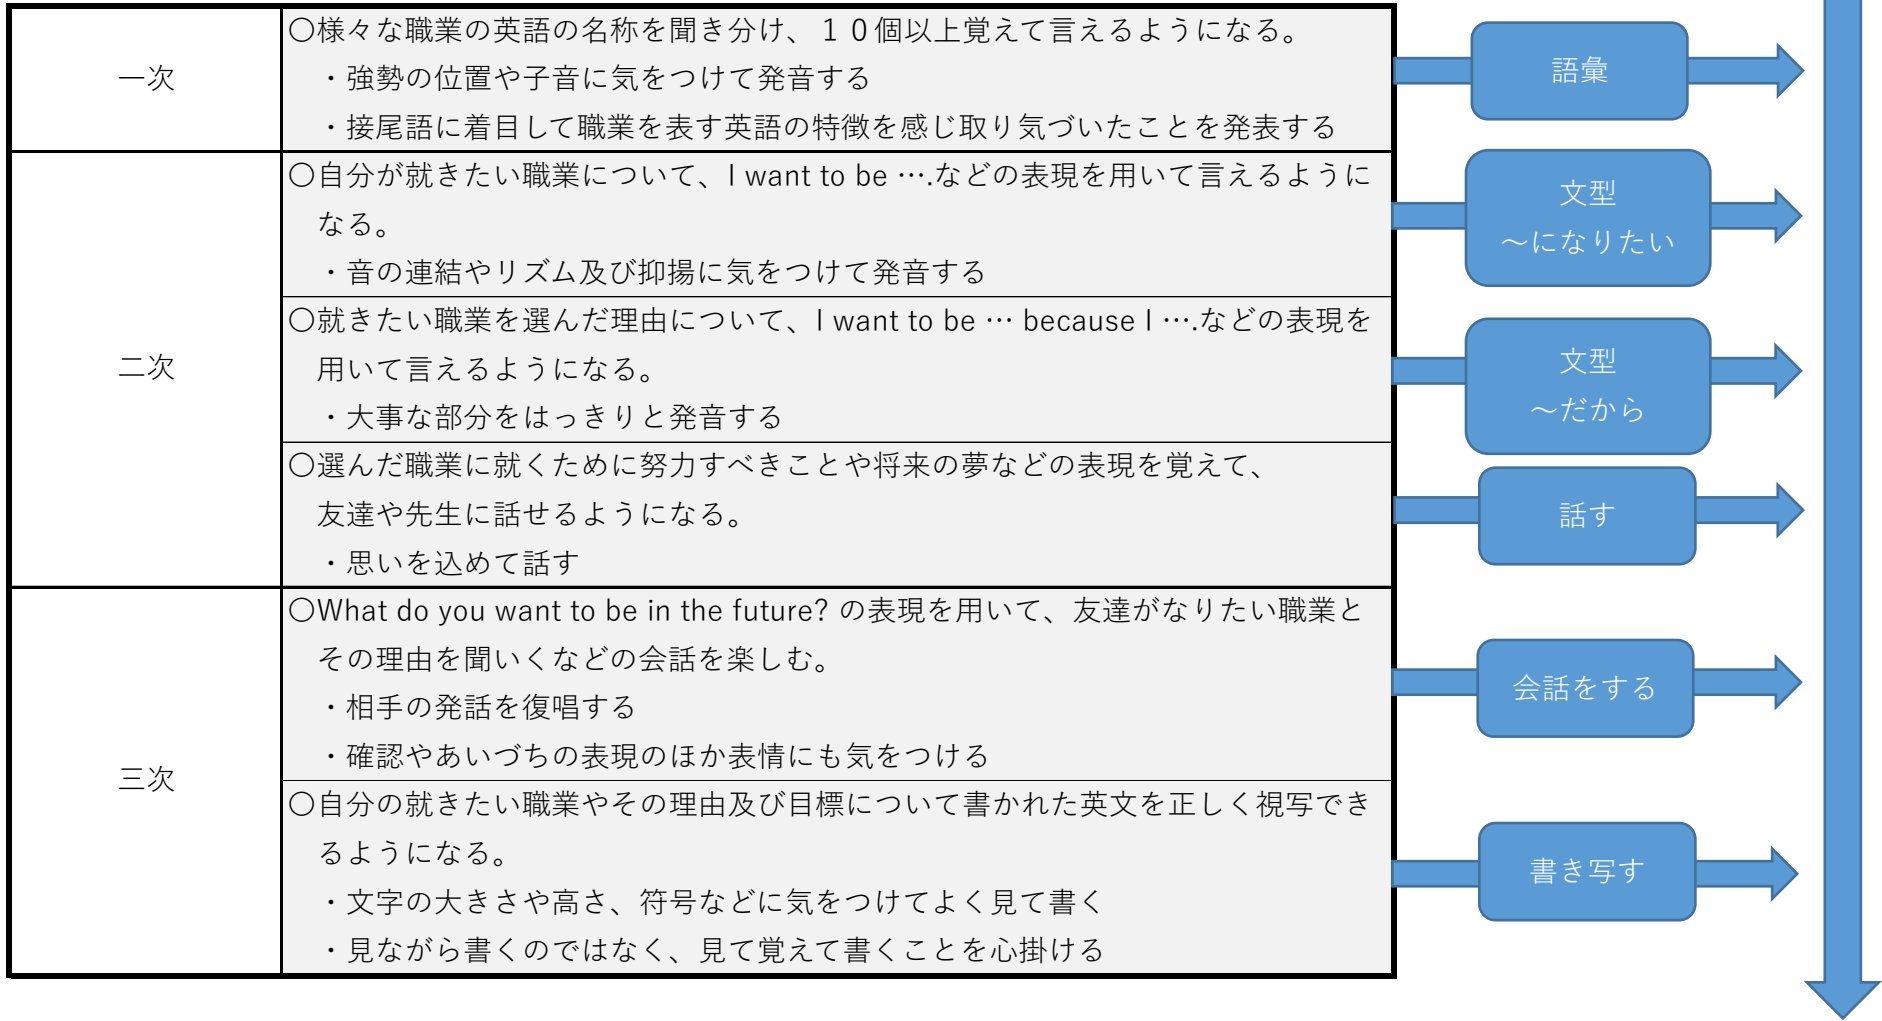 一次
〇様々な職業の英語の名称を聞き分け、１０個以上覚えて言えるようになる。
・強勢の位置や子音に気をつけて発音する
・接尾語に着目して職業を表す英語の特徴を感じ取り気づいたことを発表する
語彙
二次
〇自分が就きたい職業について、I want to be ….などの表現を用いて言えるように
なる。
・音の連結やリズム及び抑揚に気をつけて発音する
文型
～になりたい
〇就きたい職業を選んだ理由について、I want to be … because I ….などの表現を
用いて言えるようになる。
・大事な部分をはっきりと発音する
文型
～だから
〇選んだ職業に就くために努力すべきことや将来の夢などの表現を覚えて、
友達や先生に話せるようになる。
・思いを込めて話す
話す
三次
〇What do you want to be in the future? の表現を用いて、友達がなりたい職業と
その理由を聞いくなどの会話を楽しむ。
・相手の発話を復唱する
・確認やあいづちの表現のほか表情にも気をつける
会話をする
〇自分の就きたい職業やその理由及び目標について書かれた英文を正しく視写でき
るようになる。
・文字の大きさや高さ、符号などに気をつけてよく見て書く
・見ながら書くのではなく、見て覚えて書くことを心掛ける
書き写す